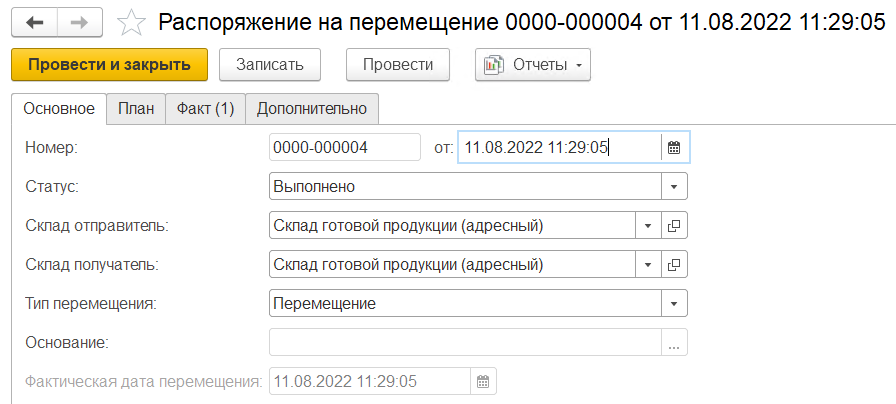 Распоряжение на перемещение 0000-000004 от 11.08.2022 11:29:05
Провести и закрыть Записать Провести Отчеты
Основное План Факт (1) Дополнительно
Номер: 0000-000004 от: 11.08.2022 11:29:05
Статус: Выполнено
Склад отправитель: Склад готовой продукции (адресный)
Склад получатель: Склад готовой продукции (адресный)
Тип перемещения: Перемещение
Основание: ...
Фактическая дата перемещения: 11.08.2022 11:29:05